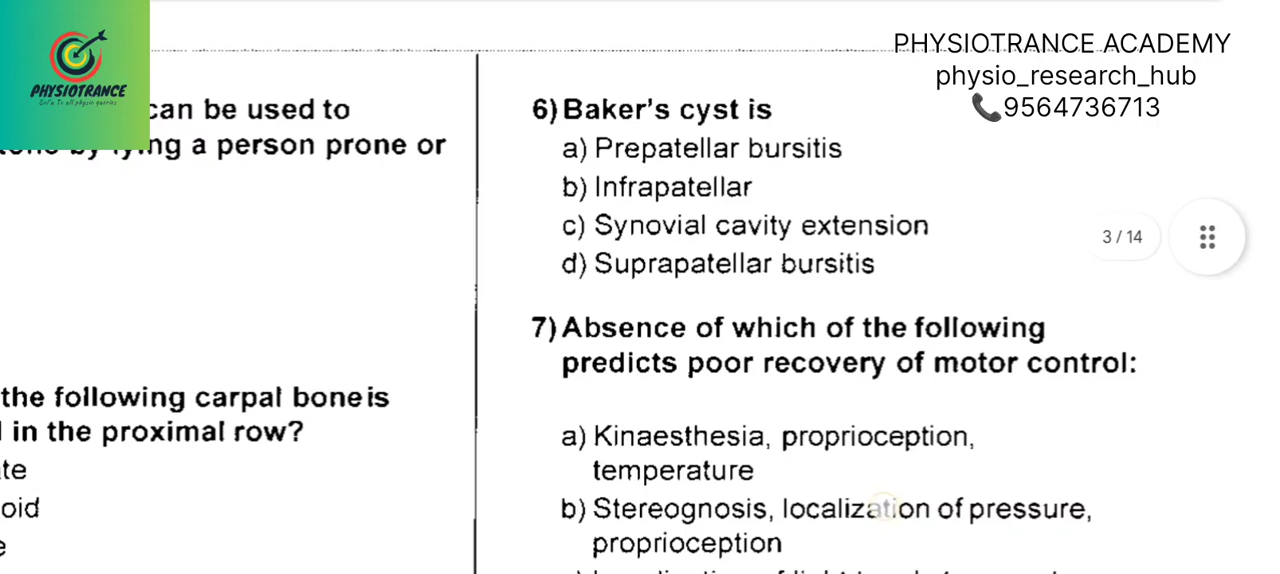 PHYSIOTRANCE
PHYSIOTRANCE ACADEMY
physio_research_hub
📞9564736713
can be used to
by lying a person prone or
the following carpal bone is
in the proximal row?
te
oid
e
6) Baker's cyst is
a) Prepatellar bursitis
b) Infrapatellar
c) Synovial cavity extension
d) Suprapatellar bursitis
7) Absence of which of the following
predicts poor recovery of motor control:
a) Kinaesthesia, proprioception,
temperature
b) Stereognosis, localization of pressure,
proprioception
3 / 14